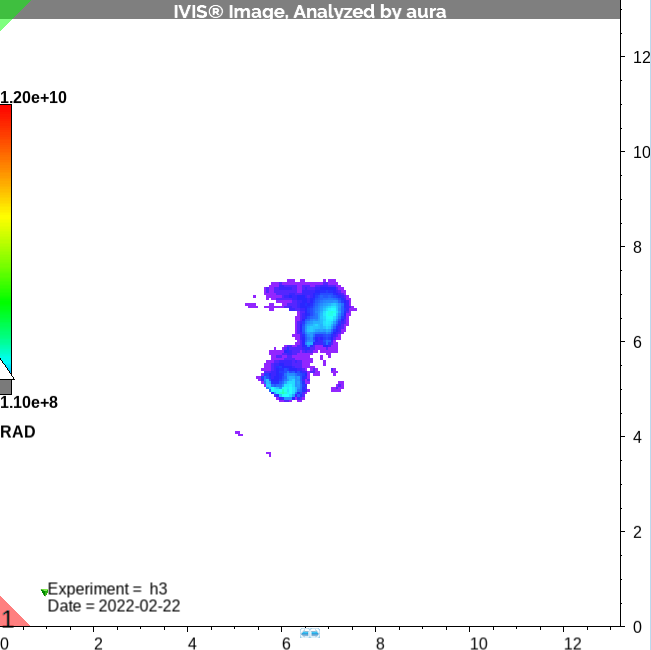 IVIS® Image, Analyzed by aura
12
1.20e+10
10
8
6
1.10e+8
RAD
4
2
Experiment = h3
Date = 2022-02-22
1
0
0 2 4 6 8 10 12